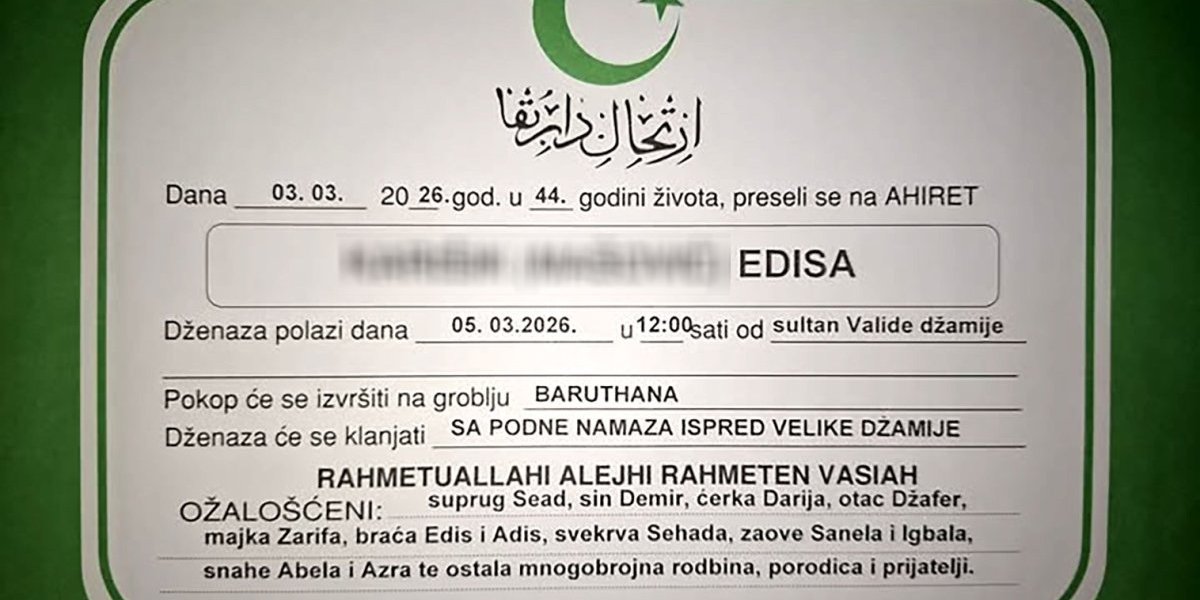 ارتحال دار بقا
Dana 03. 03. 20 26. god. u 44. godini života, preseli se na AHIRET
EDISA
Dženaza polazi dana 05. 03.2026. u 12:00 sati od sultan Valide džamije
Pokop će se izvršiti na groblju BARUTHANA
Dženaza će se klanjati SA PODNE NAMAZA ISPRED VELIKE DŽAMIJE
RAHMETUALLAHI ALEJHI RAHMETEN VASIAH
OŽALOŠĆENI: suprug Sead, sin Demir, ćerka Darija, otac Džafer,
majka Zarifa, braća Edis i Adis, svekrva Sehada, zaove Sanela i Igbala,
snahe Abela i Azra te ostala mnogobrojna rodbina, porodica i prijatelji.